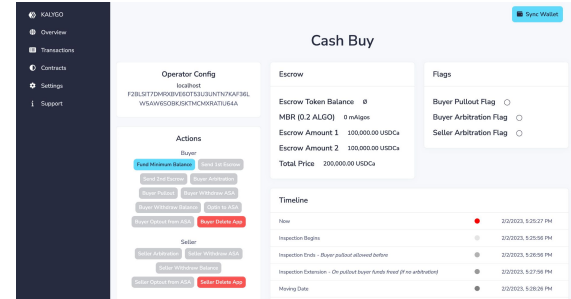 KALYGO
Overview
Transactions
Contracts
Settings
Support
Sync Wallet
Cash Buy
Operator Config
localhost
Actions
Buyer
Fund Minimum Balance
Send 1st Escrow
Send 2nd Escrow
Buyer Arbitration
Buyer Pullout
Buyer Withdraw ASA
Buyer Withdraw Balance
OptIn to ASA
Buyer Optout from ASA
Buyer Delete App
Seller
Seller Arbitration
Seller Withdraw ASA
Seller Withdraw Balance
Seller Optout from ASA
Seller Delete App
Escrow
Escrow Token Balance Ø
MBR (0.2 ALGO) 0 mAlgos
Escrow Amount 1 100,000.00 USDCa
Escrow Amount 2 100,000.00 USDCa
Total Price 200,000.00 USDCa
Flags
Buyer Pullout Flag
Buyer Arbitration Flag
Seller Arbitration Flag
Timeline
Now 2/2/2023, 5:25:27 PM
Inspection Begins 2/2/2023, 5:25:56 PM
Inspection Ends - Buyer pullout allowed before 2/2/2023, 5:26:56 PM
Inspection Extension - On pullout buyer funds freed (if no arbitration) 2/2/2023, 5:27:56 PM
Moving Date 2/2/2023, 5:28:26 PM